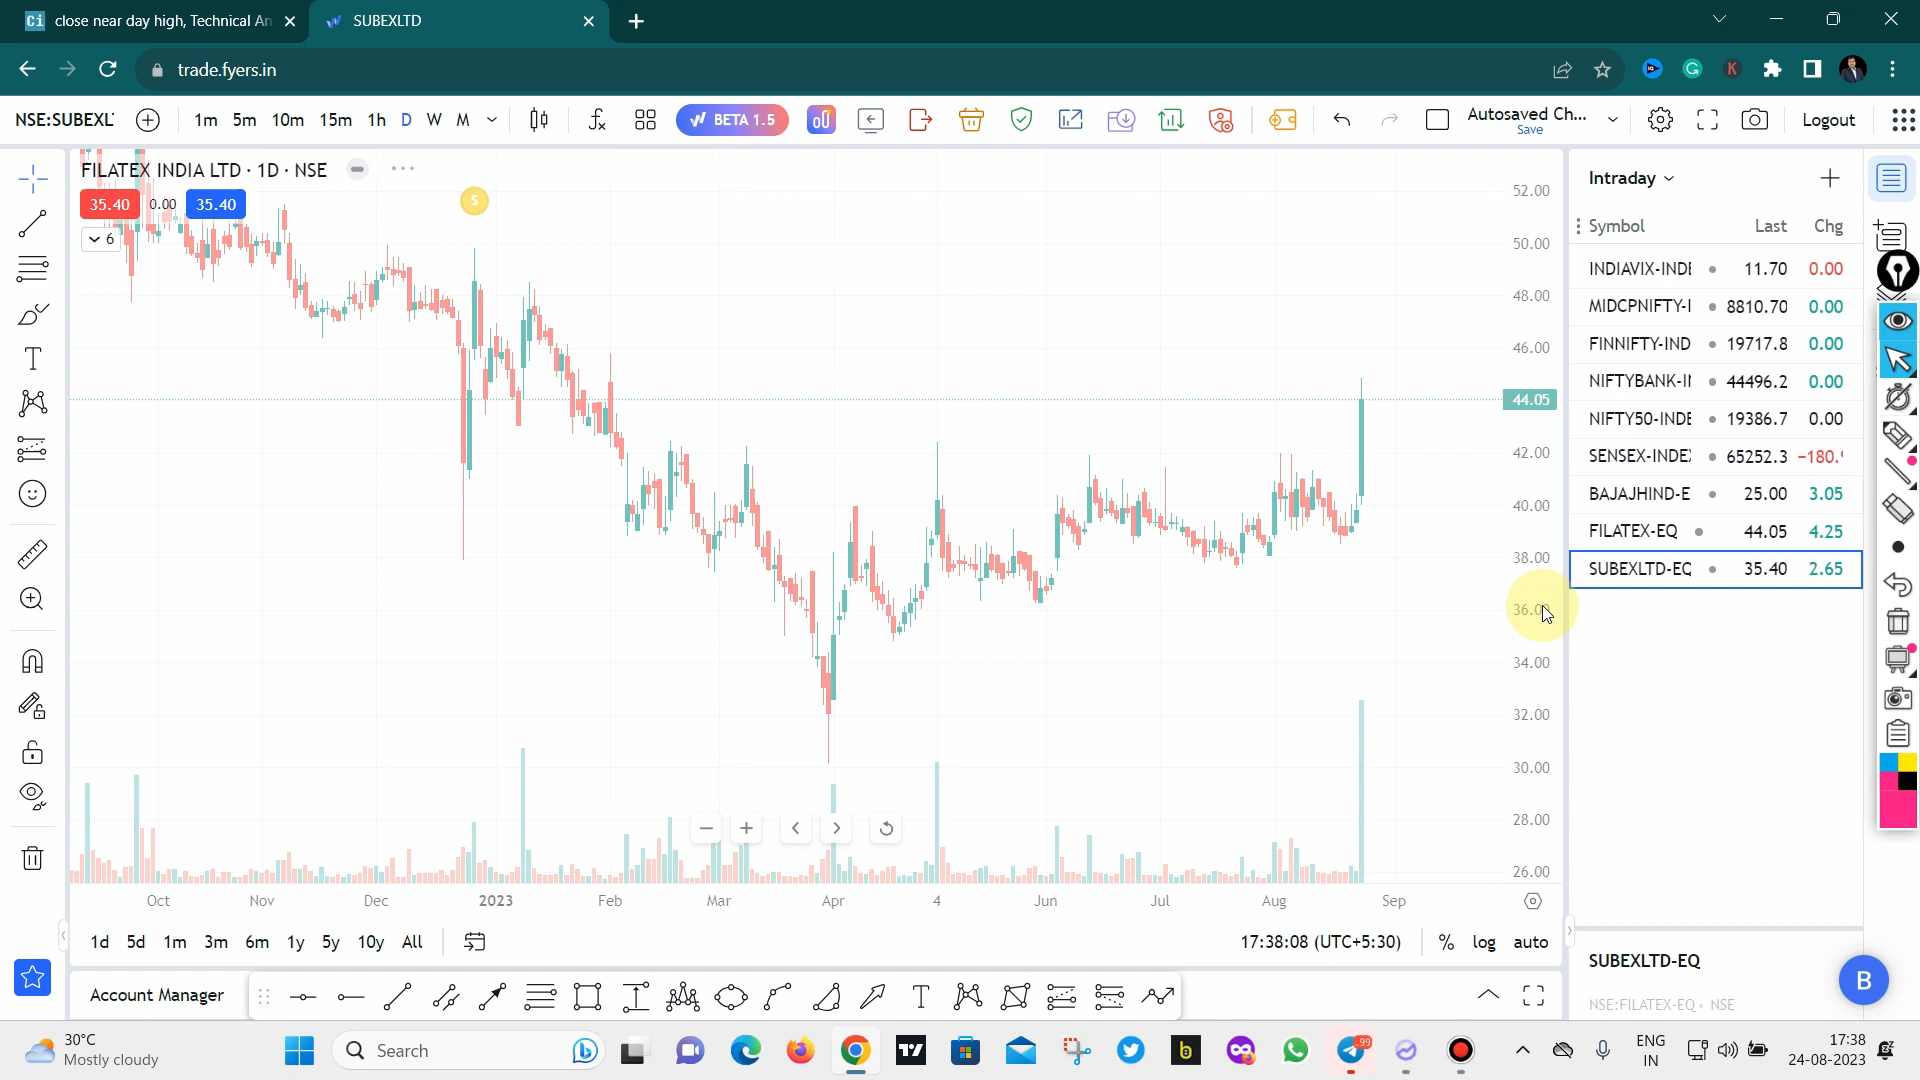 Ci close near day high, Technical An
SUBEXLTD
trade.fyers.in
NSE:SUBEXL
1m 5m 10m 15m 1h D W M
BETA 1.5
Autosaved Ch...
Save
Logout
FILATEX INDIA LTD · 1D · NSE
35.40 0.00 35.40
6
S
52.00
50.00
48.00
46.00
44.05
42.00
40.00
38.00
36.00
34.00
32.00
30.00
28.00
26.00
Oct Nov Dec 2023 Feb Mar Apr 4 Jun Jul Aug Sep
1d 5d 1m 3m 6m 1y 5y 10y All
17:38:08 (UTC+5:30) % log auto
Account Manager
Intraday
Symbol Last Chg
INDIAVIX-INDE 11.70 0.00
MIDCPNIFTY-I 8810.70 0.00
FINNIFTY-IND 19717.8 0.00
NIFTYBANK-I 44496.2 0.00
NIFTY50-INDE 19386.7 0.00
SENSEX-INDEX 65252.3 -180.
BAJAJHIND-E 25.00 3.05
FILATEX-EQ 44.05 4.25
SUBEXLTD-EQ 35.40 2.65
SUBEXLTD-EQ
NSE:FILATEX-EQ · NSE
B
30°C
Mostly cloudy
Search
99
ENG
IN
17:38
24-08-2023